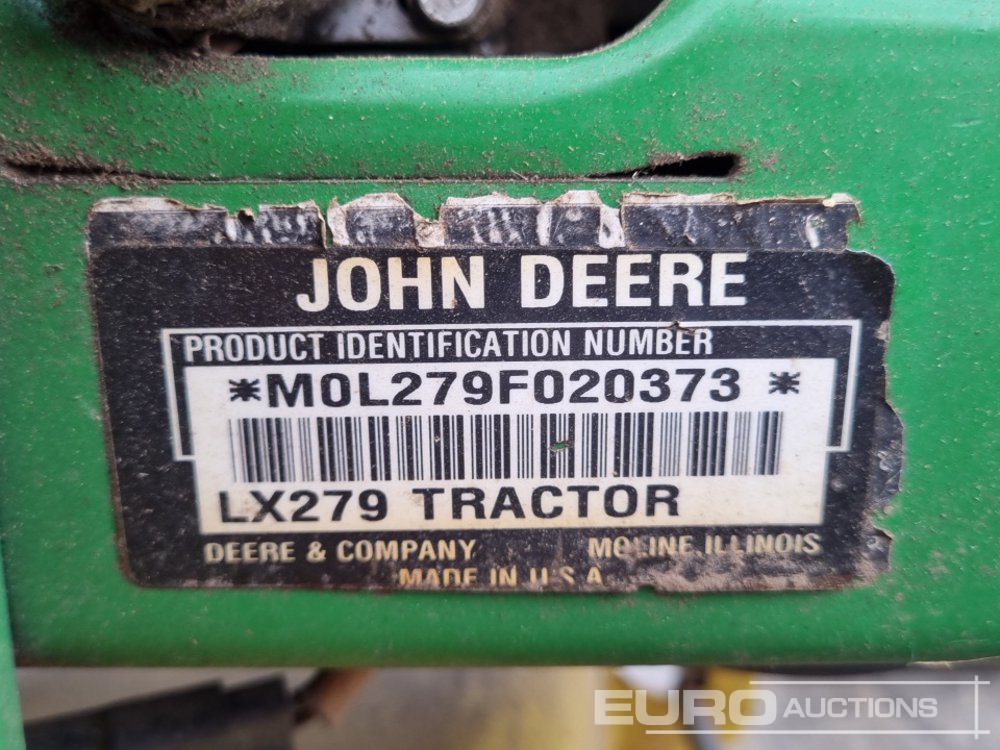 JOHN DEERE
PRODUCT IDENTIFICATION NUMBER
*M0L279F020373*
LX279 TRACTOR
DEERE & COMPANY MOLINE, ILLINOIS
MADE IN U.S.A.
EURO AUCTIONS